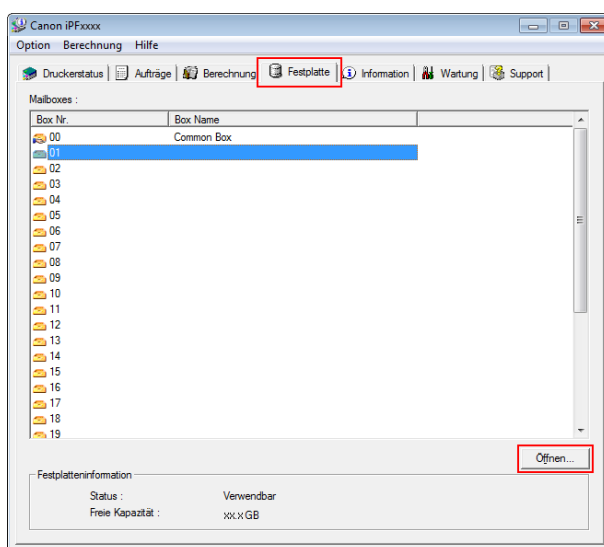 Canon iPFxxxx
Option Berechnung Hilfe
Druckerstatus Aufträge Berechnung Festplatte Information Wartung Support
Mailboxes :
Box Nr. Box Name
00 Common Box
01
02
03
04
05
06
07
08
09
10
11
12
13
14
15
16
17
18
19
Öffnen...
Festplatteninformation
Status : Verwendbar
Freie Kapazität : xx.x GB